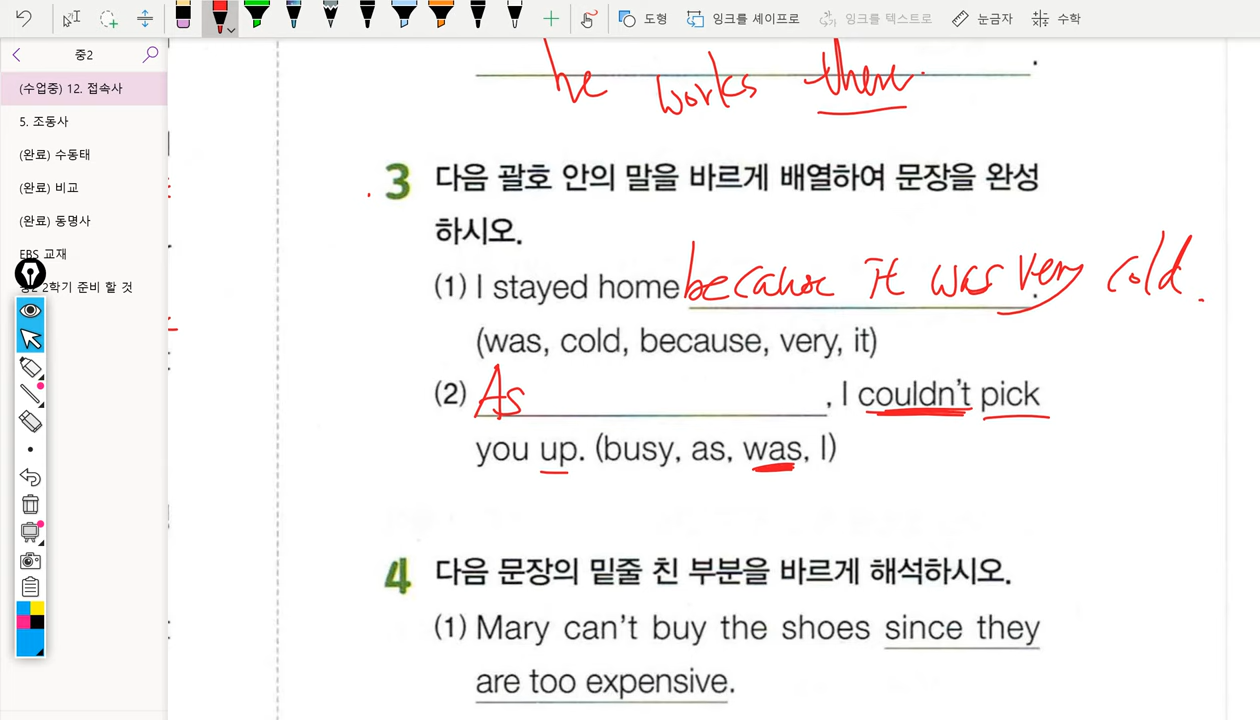 도형
잉크를 셰이프로
잉크를 텍스트로
눈금자
수학
중2
(수업중) 12. 접속사
5. 조동사
(완료) 수동태
(완료) 비교
(완료) 동명사
EBS 교재
2학기 준비 할 것
he works there.
.
3 다음 괄호 안의 말을 바르게 배열하여 문장을 완성
하시오.
(1) I stayed home because it was very cold.
(was, cold, because, very, it)
(2) As , I couldn't pick
you up. (busy, as, was, I)
4 다음 문장의 밑줄 친 부분을 바르게 해석하시오.
(1) Mary can't buy the shoes since they
are too expensive.